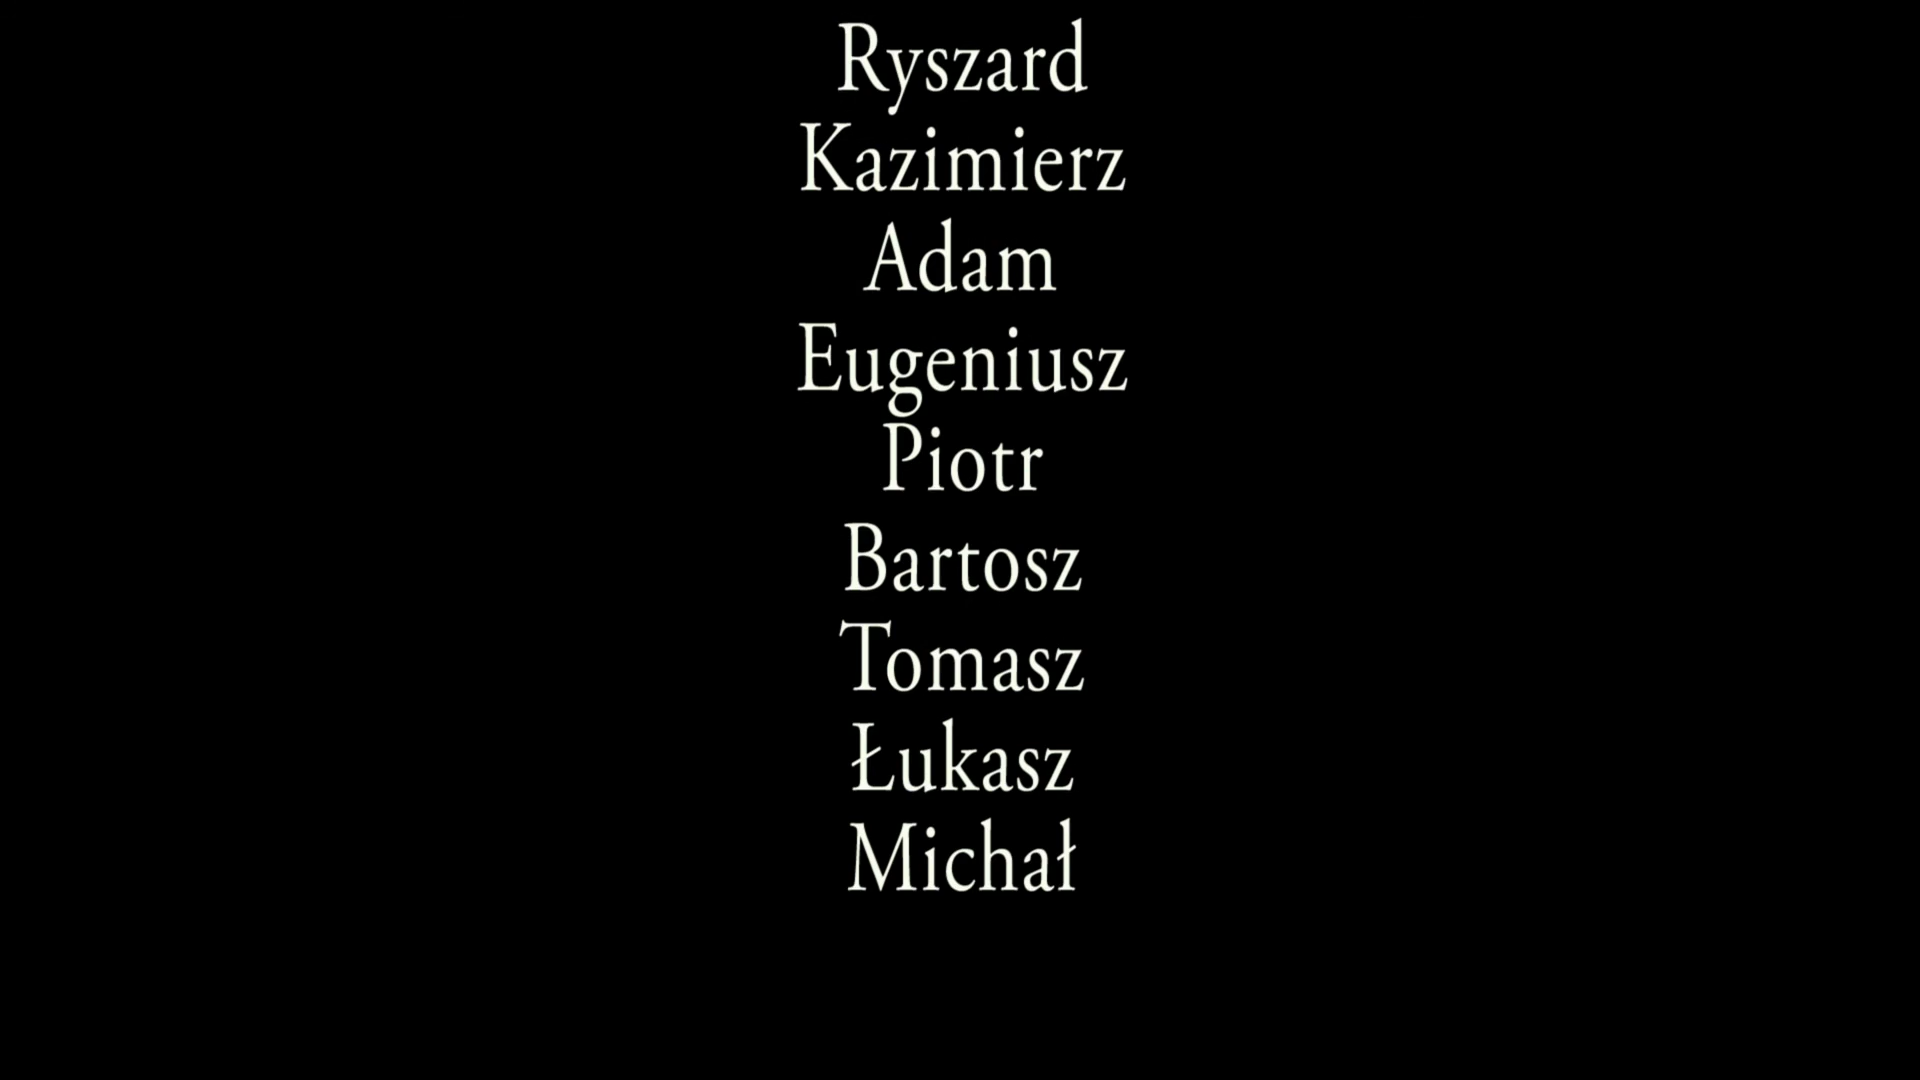 Ryszard
Kazimierz
Adam
Eugeniusz
Piotr
Bartosz
Tomasz
Łukasz
Michał